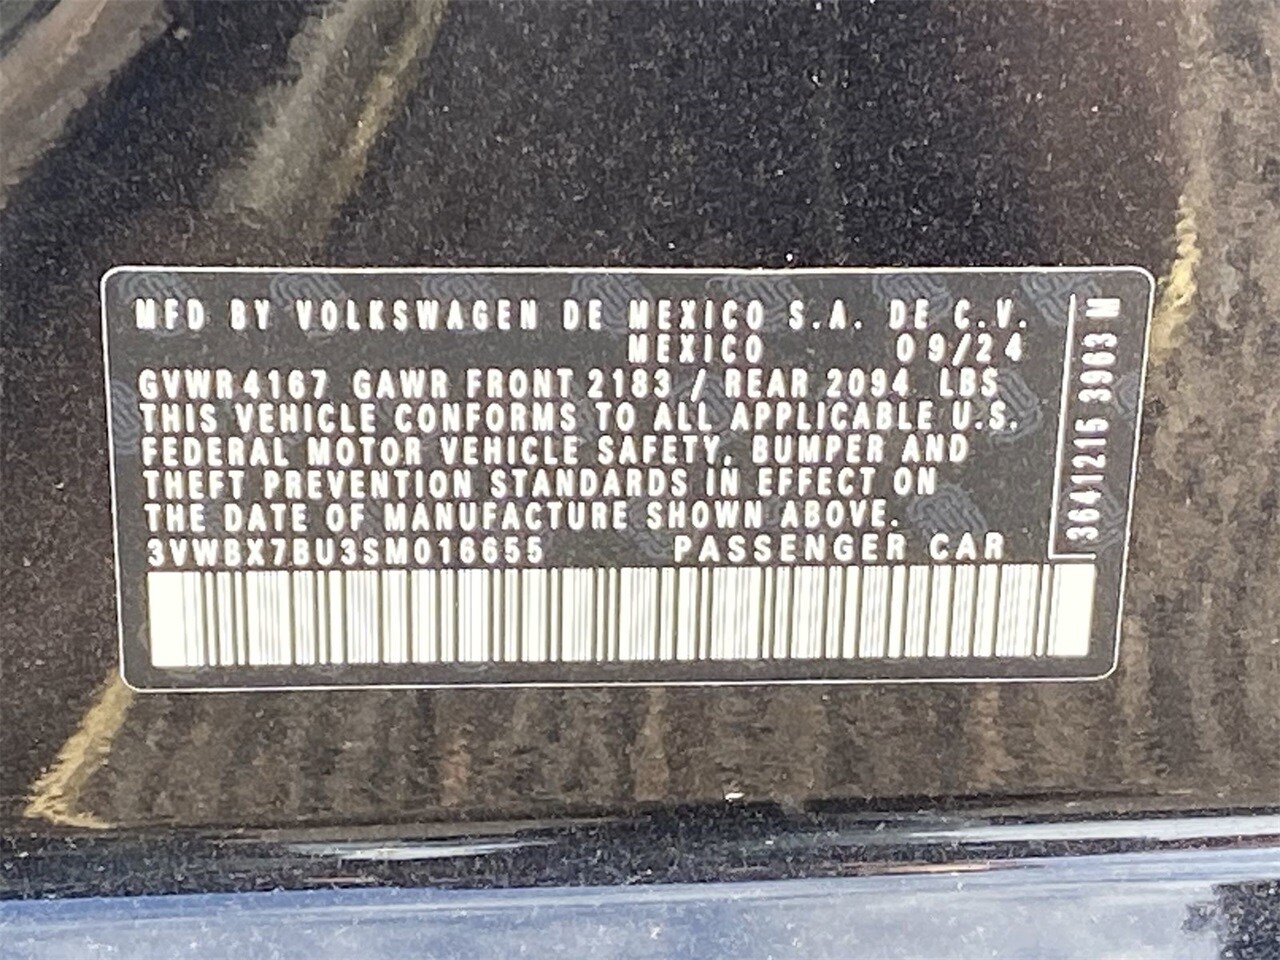 MFD BY VOLKSWAGEN DE MEXICO S.A. DE C.V.
MEXICO 09/24
GVWR 4167 GAWR FRONT 2183 / REAR 2094 LBS
THIS VEHICLE CONFORMS TO ALL APPLICABLE U.S.
FEDERAL MOTOR VEHICLE SAFETY, BUMPER AND
THEFT PREVENTION STANDARDS IN EFFECT ON
THE DATE OF MANUFACTURE SHOWN ABOVE.
3VWBX7BU3SM016655 PASSENGER CAR
3641215 3963 M